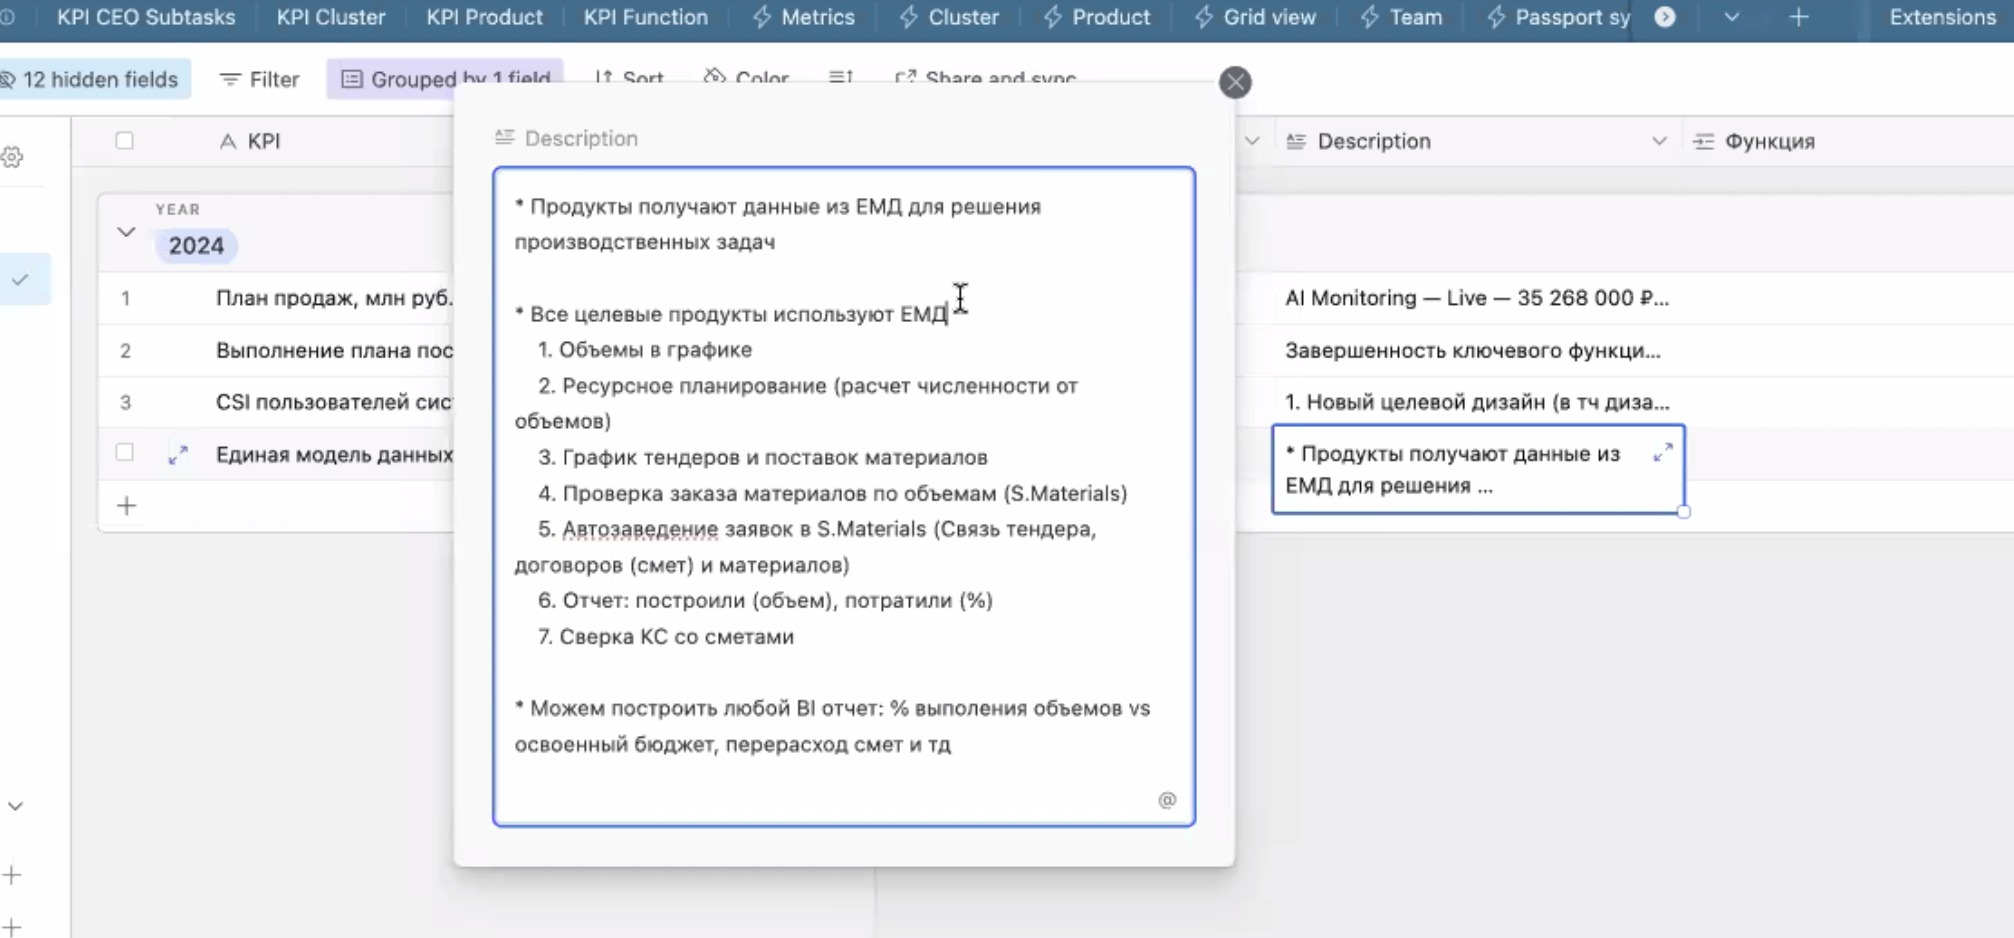 KPI CEO Subtasks KPI Cluster KPI Product KPI Function Metrics Cluster Product Grid view Team Passport sy Extensions
12 hidden fields Filter Grouped by 1 field Sort Color Share and sync
KPI Description Функция
YEAR
2024
1 План продаж, млн руб. AI Monitoring — Live — 35 268 000 ₽...
2 Выполнение плана пос Завершенность ключевого функци...
3 CSI пользователей сис 1. Новый целевой дизайн (в тч диза...
Единая модель данных * Продукты получают данные из
ЕМД для решения ...
Description
* Продукты получают данные из ЕМД для решения
производственных задач
* Все целевые продукты используют ЕМД
1. Объемы в графике
2. Ресурсное планирование (расчет численности от
объемов)
3. График тендеров и поставок материалов
4. Проверка заказа материалов по объемам (S.Materials)
5. Автозаведение заявок в S.Materials (Связь тендера,
договоров (смет) и материалов)
6. Отчет: построили (объем), потратили (%)
7. Сверка КС со сметами
* Можем построить любой BI отчет: % выполения объемов vs
освоенный бюджет, перерасход смет и тд
@